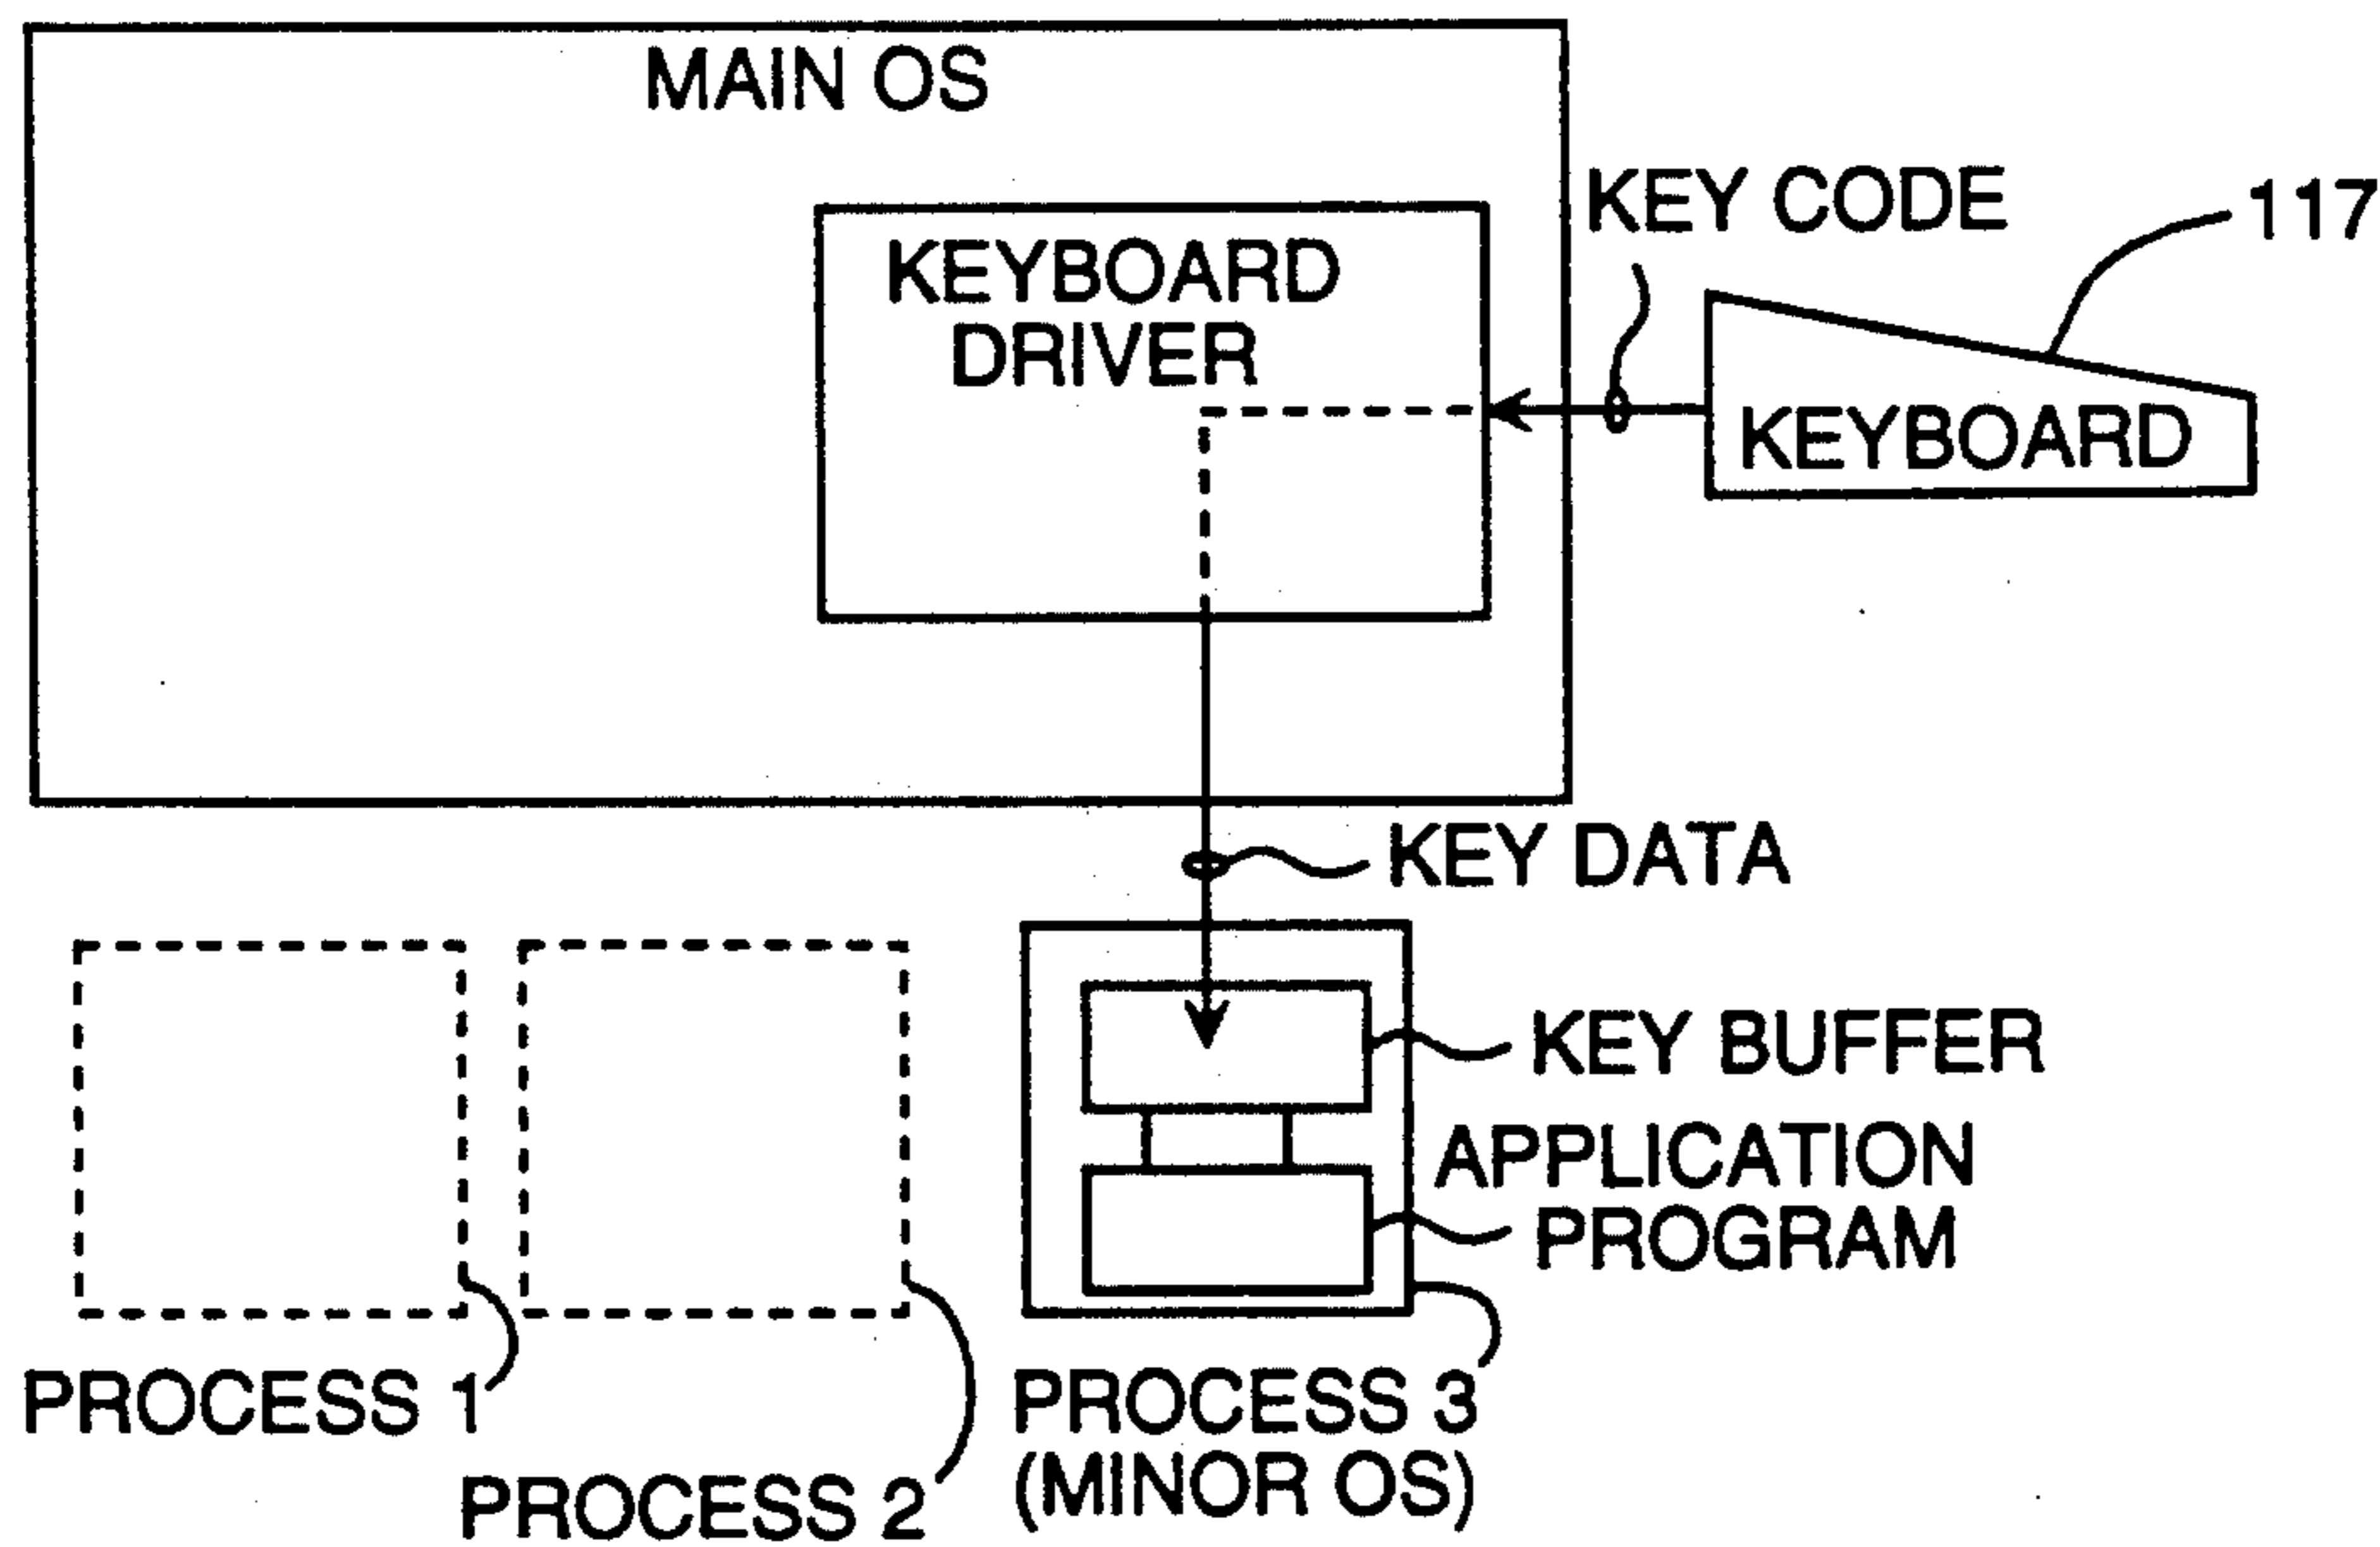 MAIN OS
KEY CODE
117
KEYBOARD
DRIVER
KEYBOARD
KEY DATA
KEY BUFFER
APPLICATION
PROGRAM
PROCESS 1
PROCESS 2
PROCESS 3
(MINOR OS)